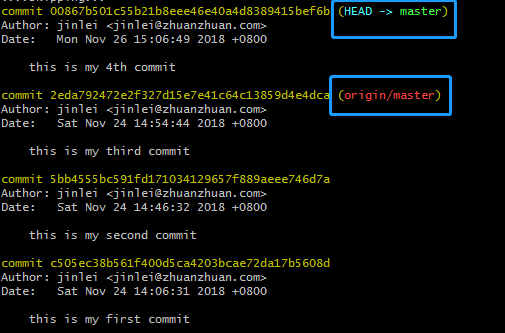 commit 00867b501c55b21b8eee46e40a4d8389415bef6b (HEAD -> master)
Author: jinlei <jinlei@zhuanzhuan.com>
Date:   Mon Nov 26 15:06:49 2018 +0800
this is my 4th commit
commit 2eda792472e2f327d15e7e41c64c13859d4e4dca (origin/master)
Author: jinlei <jinlei@zhuanzhuan.com>
Date:   Sat Nov 24 14:54:44 2018 +0800
this is my third commit
commit 5bb4555bc591fd171034129657f889aeee746d7a
Author: jinlei <jinlei@zhuanzhuan.com>
Date:   Sat Nov 24 14:46:32 2018 +0800
this is my second commit
commit c505ec38b561f400d5ca4203bcae72da17b5608d
Author: jinlei <jinlei@zhuanzhuan.com>
Date:   Sat Nov 24 14:06:31 2018 +0800
this is my first commit